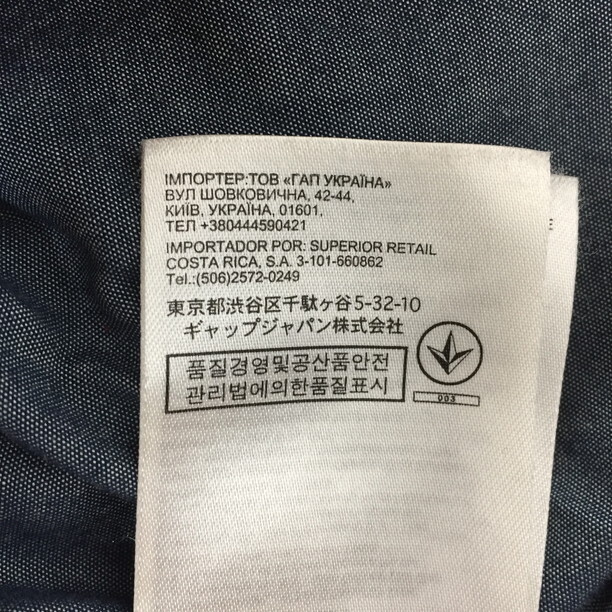 ІМПОРТЕР:ТОВ «ГАП УКРАЇНА»
ВУЛ ШОВКОВИЧНА, 42-44,
КИЇВ, УКРАЇНА, 01601,
ТЕЛ +380444590421
IMPORTADOR POR: SUPERIOR RETAIL
COSTA RICA, S.A. 3-101-660862
Tel.:(506)2572-0249
東京都渋谷区千駄ヶ谷5-32-10
ギャップジャパン株式会社
품질경영및공산품안전
관리법에의한품질표시
003
E